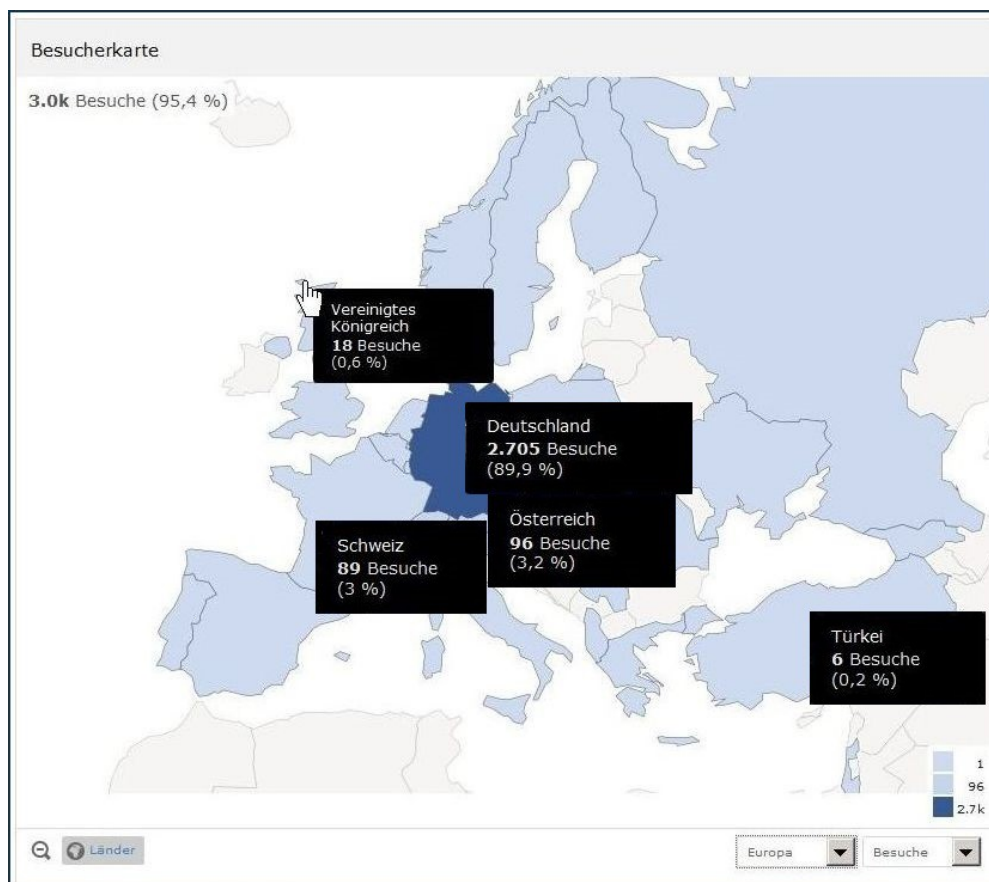 Besucherkarte
3.0k Besuche (95,4 %)
Vereinigtes
Königreich
18 Besuche
(0,6 %)
Deutschland
2.705 Besuche
(89,9 %)
Österreich
96 Besuche
(3,2 %)
Schweiz
89 Besuche
(3 %)
Türkei
6 Besuche
(0,2 %)
1
96
2.7k
Länder
Europa
Besuche